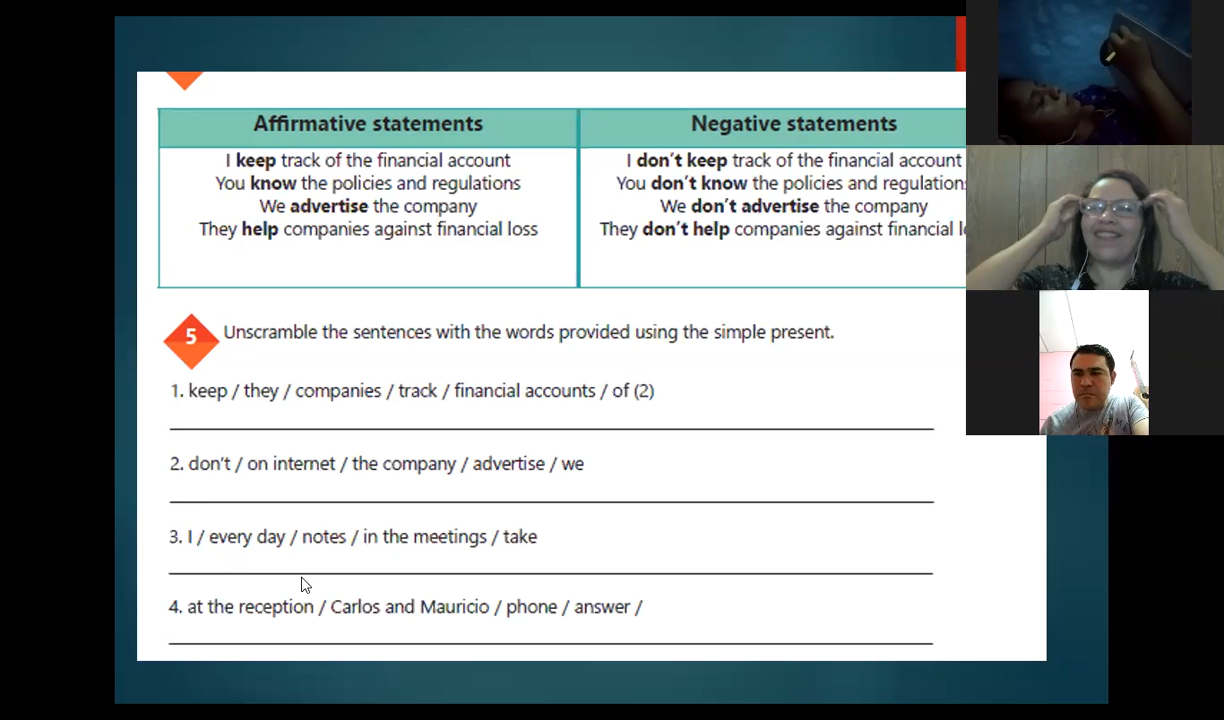 Affirmative statements
I keep track of the financial account
You know the policies and regulations
We advertise the company
They help companies against financial loss
Negative statements
I don't keep track of the financial account
You don't know the policies and regulations
We don't advertise the company
They don't help companies against financial
5 Unscramble the sentences with the words provided using the simple present.
1. keep / they / companies / track / financial accounts / of (2)
2. don't / on internet / the company / advertise / we
3. I / every day / notes / in the meetings / take
4. at the reception / Carlos and Mauricio / phone / answer /